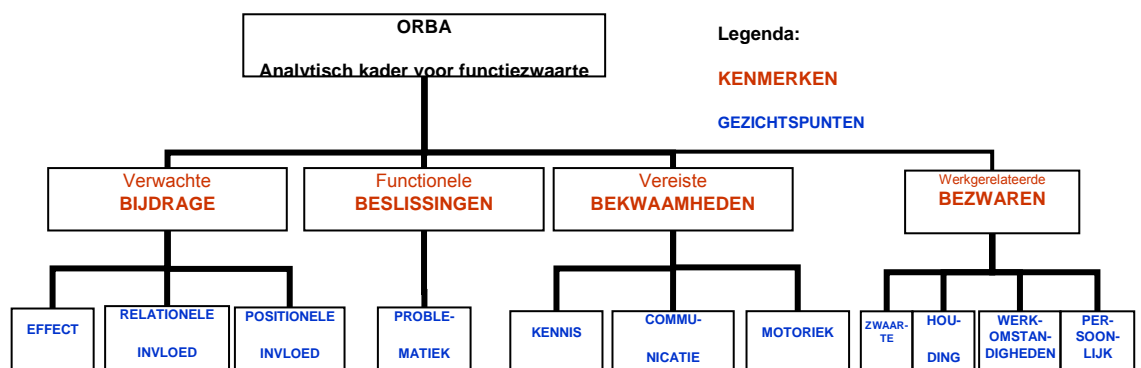 ORBA
Analytisch kader voor functiezwaarte
Legenda:
KENMERKEN
GEZICHTSPUNTEN
Verwachte
BIJDRAGE
Functionele
BESLISSINGEN
Vereiste
BEKWAAMHEDEN
Werkgerelateerde
BEZWAREN
EFFECT
RELATIONELE
INVLOED
POSITIONELE
INVLOED
PROBLE-
MATIEK
KENNIS
COMMU-
NICATIE
MOTORIEK
ZWAAR-
TE
HOU-
DING
WERK-
OMSTAN-
DIGHEDEN
PER-
SOON-
LIJK